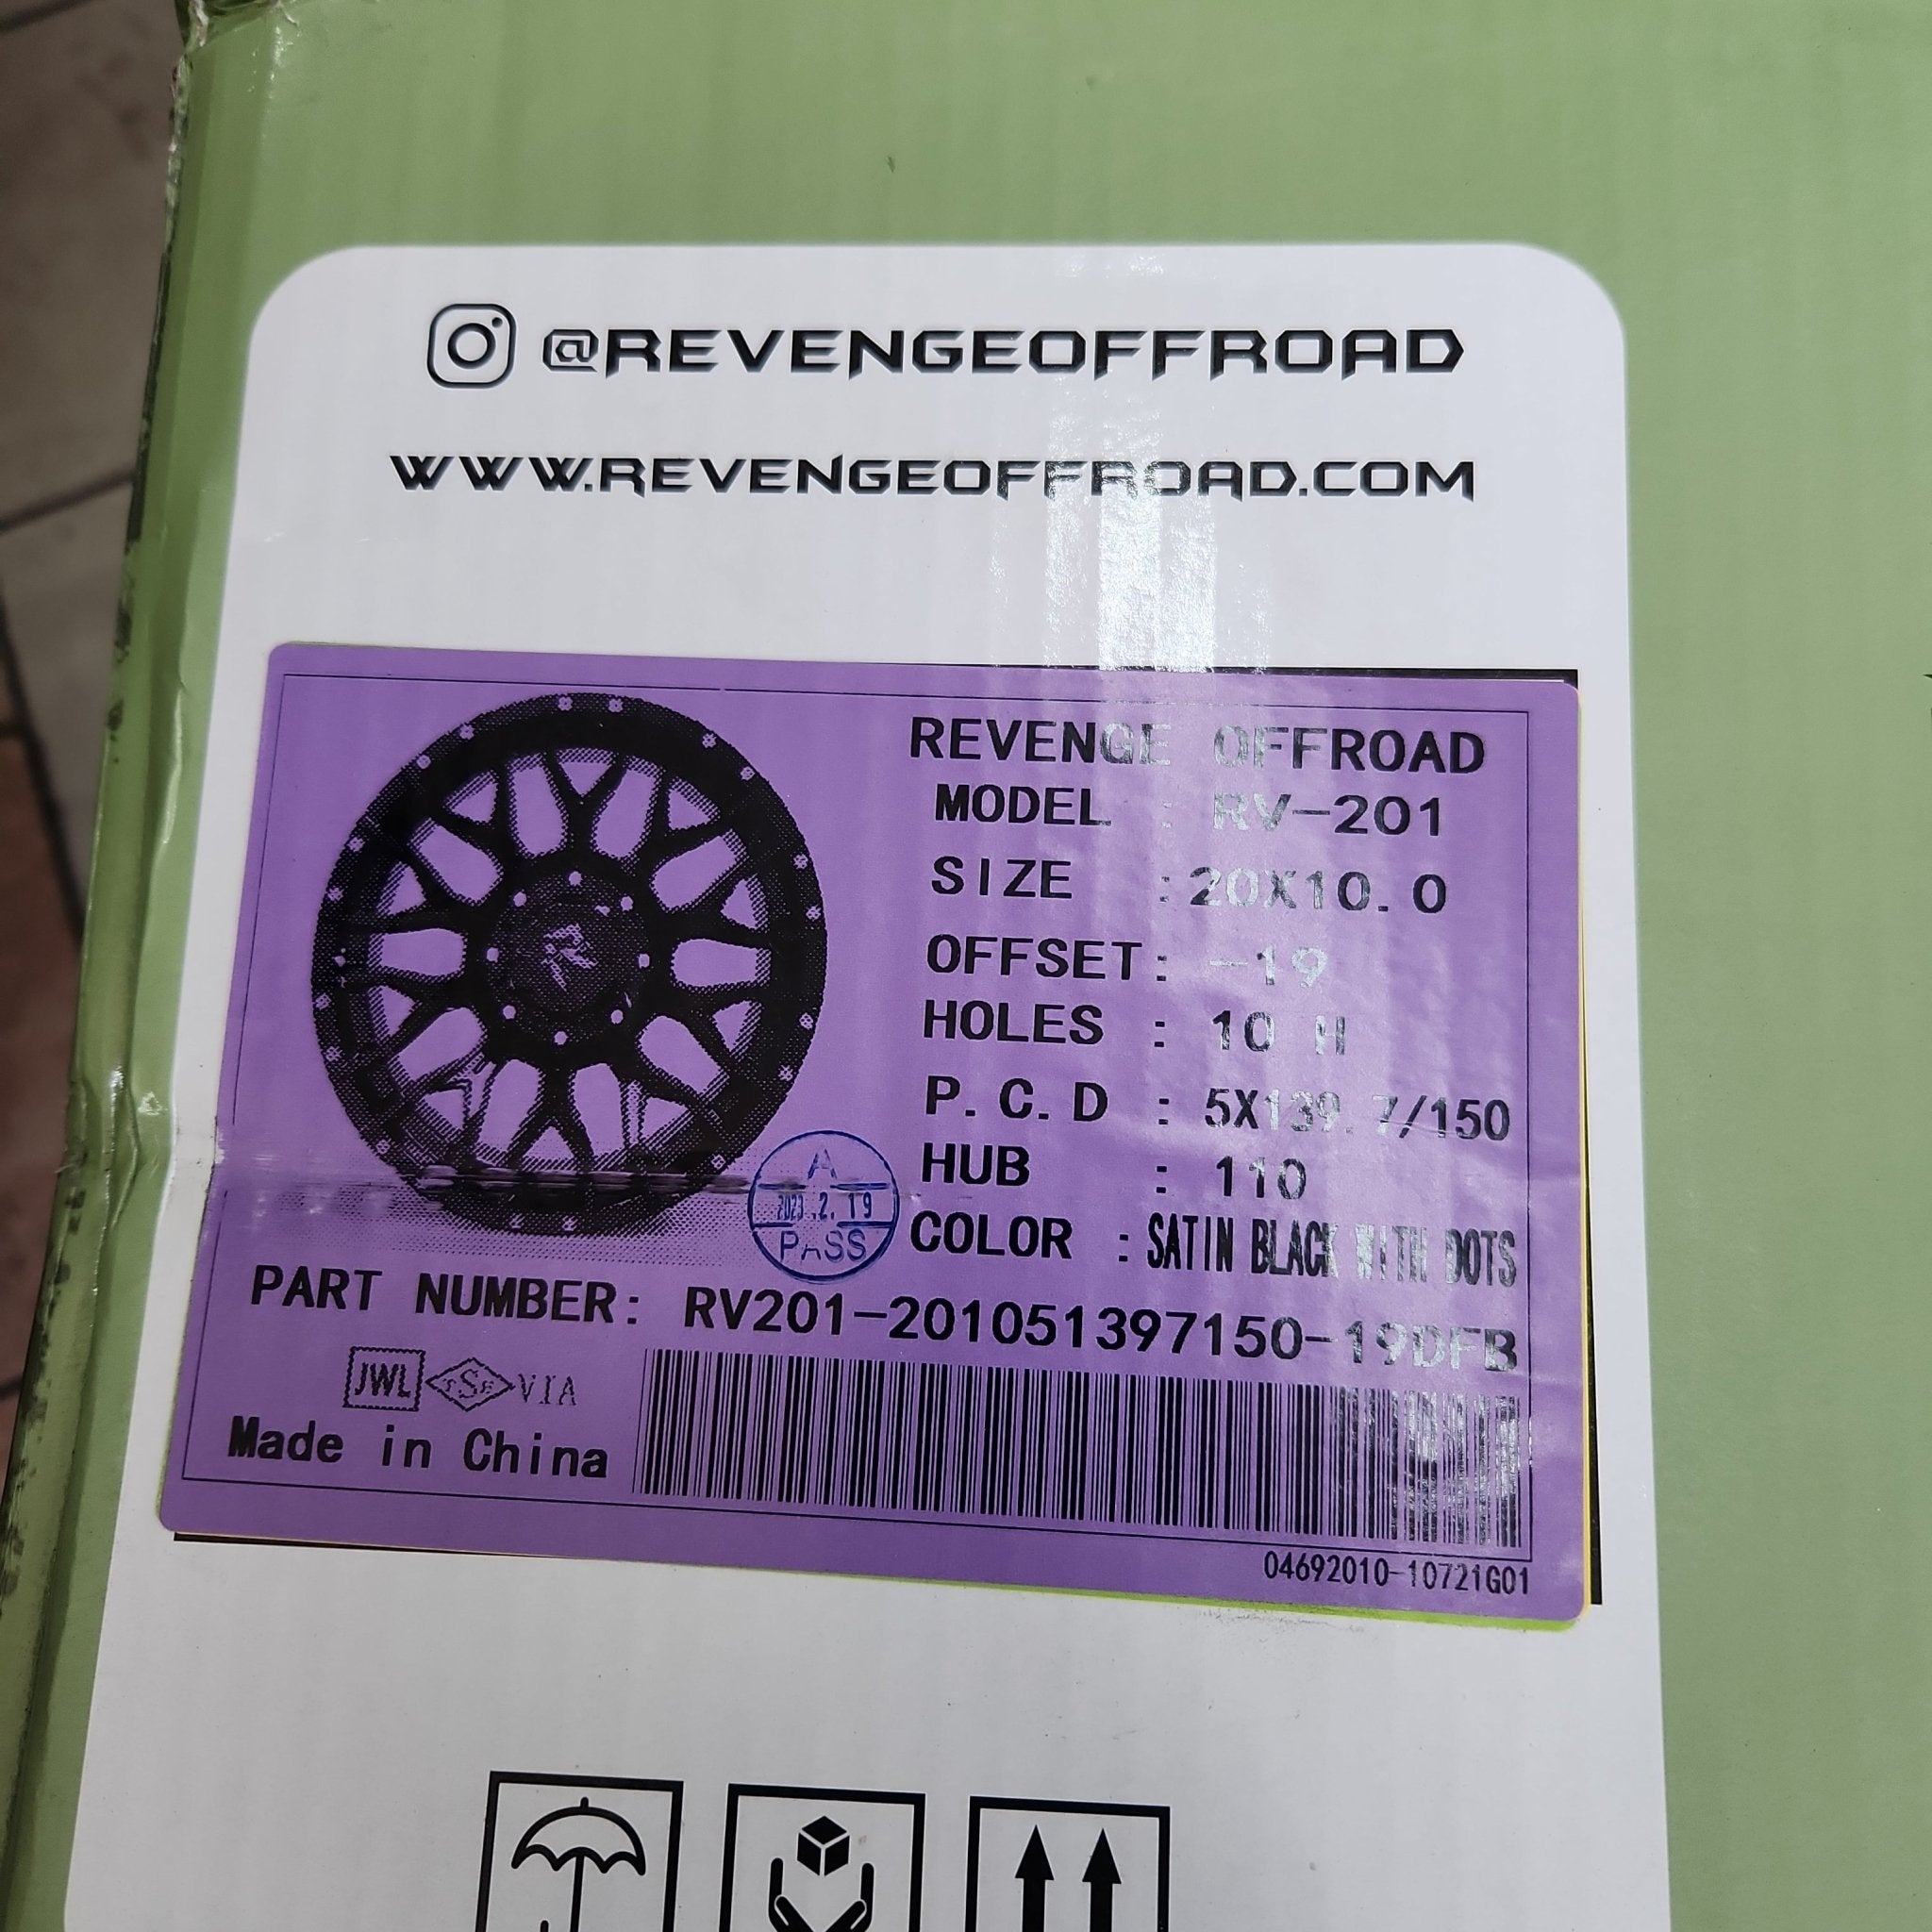 @REVENGEOFFROAD
WWW.REVENGEOFFROAD.COM
REVENGE OFFROAD
MODEL : RV-201
SIZE :20X10.0
OFFSET: -19
HOLES : 10 H
P.C.D : 5X139.7/150
HUB : 110
COLOR : SATIN BLACK WITH DOTS
R
A
2023.2.19
PASS
PART NUMBER: RV201-201051397150-19DFB
JWL VIA
Made in China
04692010-10721G01